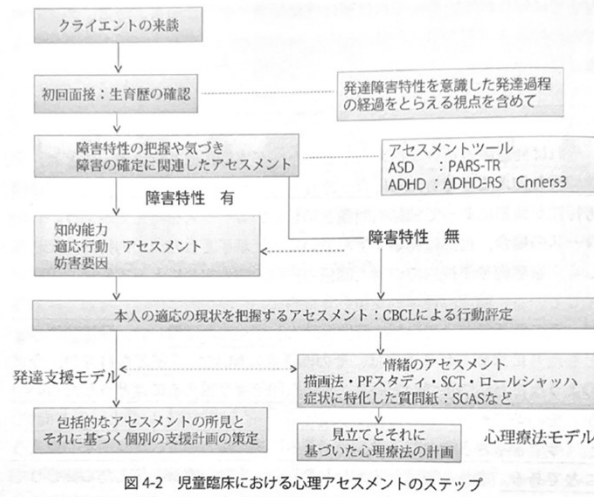 クライエントの来談
初回面接：生育歴の確認
発達障害特性を意識した発達過程
の経過をとらえる視点を含めて
障害特性の把握や気づき
障害の確定に関連したアセスメント
アセスメントツール
ASD ：PARS-TR
ADHD：ADHD-RS Cnners3
障害特性 有
知的能力
適応行動 アセスメント
妨害要因
障害特性 無
本人の適応の現状を把握するアセスメント：CBCLによる行動評定
発達支援モデル
情緒のアセスメント
描画法・PFスタディ・SCT・ロールシャッハ
症状に特化した質問紙：SCASなど
包括的なアセスメントの所見と
それに基づく個別の支援計画の策定
見立てとそれに
基づいた心理療法の計画
心理療法モデル
図 4-2 児童臨床における心理アセスメントのステップ